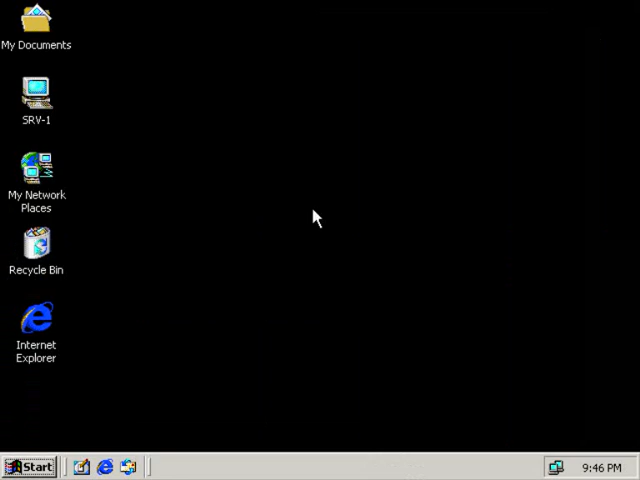 My Documents
SRV-1
My Network
Places
Recycle Bin
Internet
Explorer
Start
9:46 PM